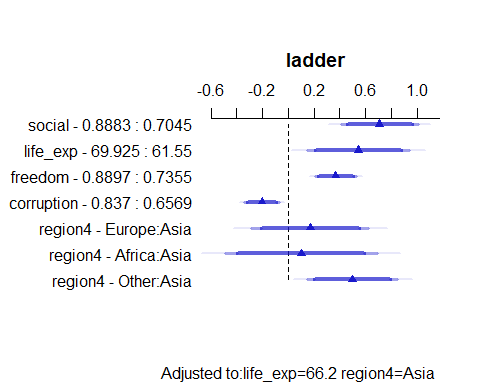 ladder
-0.6 -0.2 0.2 0.6 1.0
social - 0.8883 : 0.7045
life_exp - 69.925 : 61.55
freedom - 0.8897 : 0.7355
corruption - 0.837 : 0.6569
region4 - Europe:Asia
region4 - Africa:Asia
region4 - Other:Asia
Adjusted to:life_exp=66.2 region4=Asia